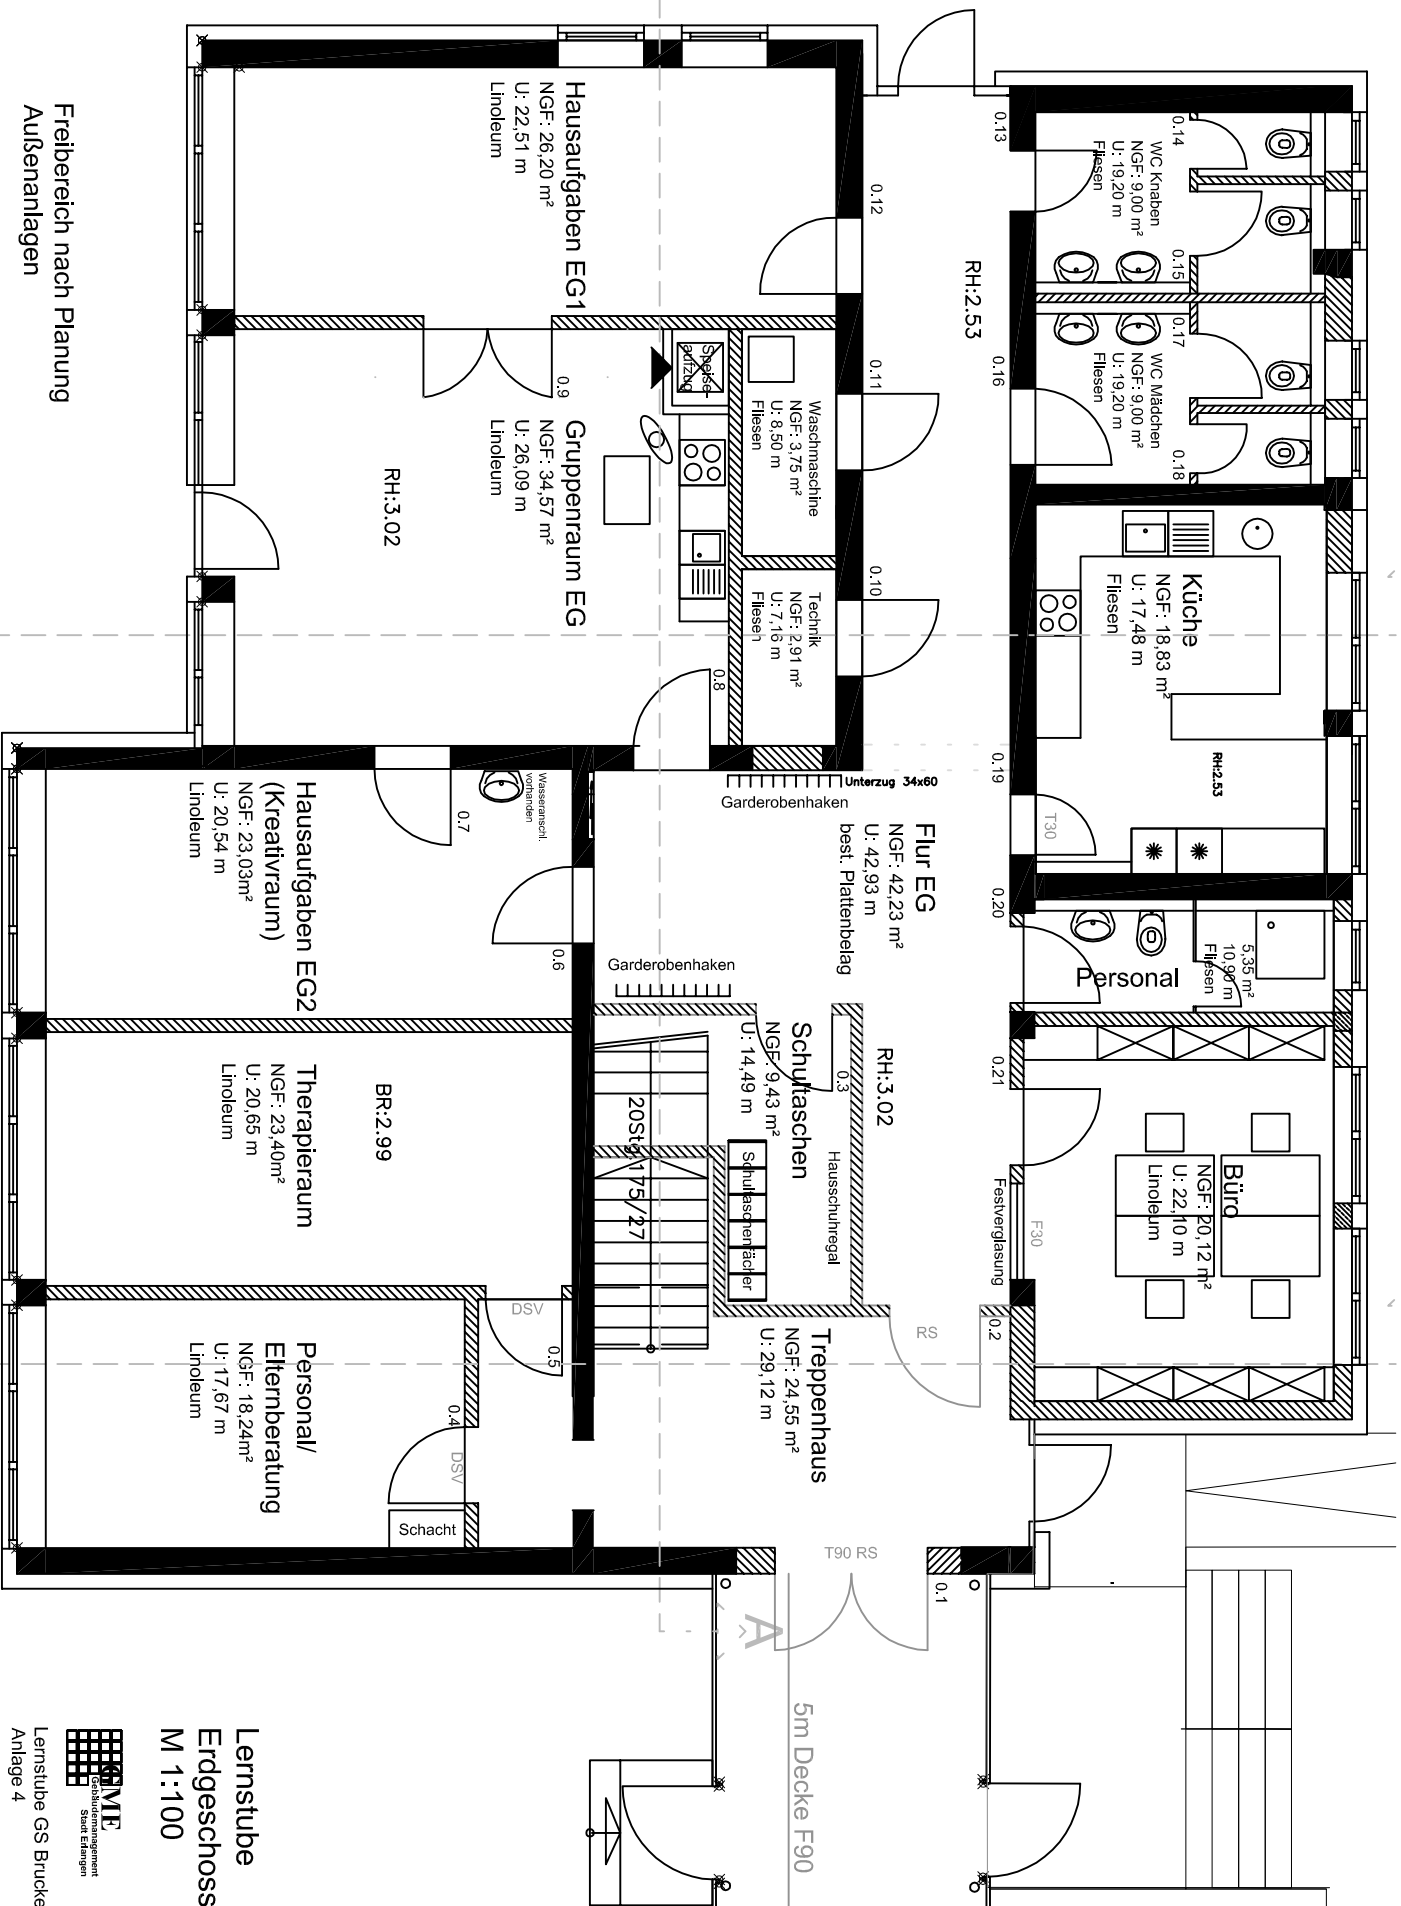 Freibereich nach Planung
Außenanlagen
Hausaufgaben EG1
NGF: 26,20 m²
U: 22,51 m
Linoleum
0.12
0.13
RH:2.53
0.14
WC Knaben
NGF: 9,00 m²
U: 19,20 m
Fliesen
0.15
0.16
0.17
WC Mädchen
NGF: 9,00 m²
U: 19,20 m
Fliesen
0.18
0.9
Gruppenraum EG
NGF: 34,57 m²
U: 26,09 m
Linoleum
RH:3.02
Speise-
aufzug
0.11
Waschmaschine
NGF: 3,75 m²
U: 8,50 m
Fliesen
0.10
Technik
NGF: 2,91 m²
U: 7,16 m
Fliesen
0.8
Küche
NGF: 18,83 m²
U: 17,48 m
Fliesen
RH:2.53
0.19
T30
Unterzug 34x60
Garderobenhaken
Flur EG
NGF: 42,23 m²
U: 42,93 m
best. Plattenbelag
Garderobenhaken
Wasseranschl.
vorhanden
0.7
Hausaufgaben EG2
(Kreativraum)
NGF: 23,03m²
U: 20,54 m
Linoleum
0.6
0.20
Personal
5,35 m²
10,90 m
Fliesen
0.21
Büro
NGF: 20,12 m²
U: 22,10 m
Linoleum
F30
Festverglasung
RH:3.02
0.3
Schultaschen
NGF: 9,43 m²
U: 14,49 m
Hausschuhregal
Schultaschenfächer
20Stg.175/27
BR:2.99
Therapieraum
NGF: 23,40m²
U: 20,65 m
Linoleum
DSV
0.5
0.2
RS
Treppenhaus
NGF: 24,55 m²
U: 29,12 m
Personal/
Elternberatung
NGF: 18,24m²
U: 17,67 m
Linoleum
0.4
DSV
Schacht
T90 RS
0.1
A
5m Decke F90
Lernstube
Erdgeschoss
M 1:100
GME
Gebäudemanagement
Stadt Erlangen
Lernstube GS Brucke
Anlage 4